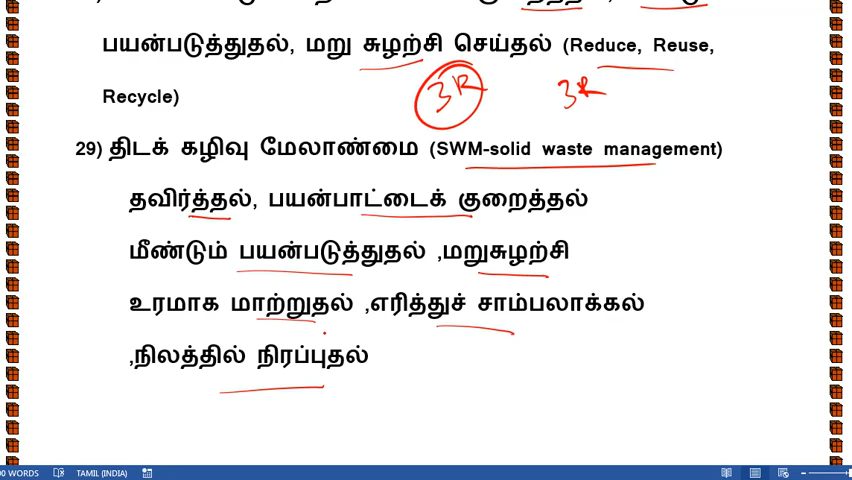 பயன்படுத்துதல், மறு சுழற்சி செய்தல் (Reduce, Reuse,
Recycle)
3R 3R
29) திடக் கழிவு மேலாண்மை (SWM-solid waste management)
தவிர்த்தல், பயன்பாட்டைக் குறைத்தல்
மீண்டும் பயன்படுத்துதல் ,மறுசுழற்சி
உரமாக மாற்றுதல் ,எரித்துச் சாம்பலாக்கல்
,நிலத்தில் நிரப்புதல்
WORDS TAMIL (INDIA)